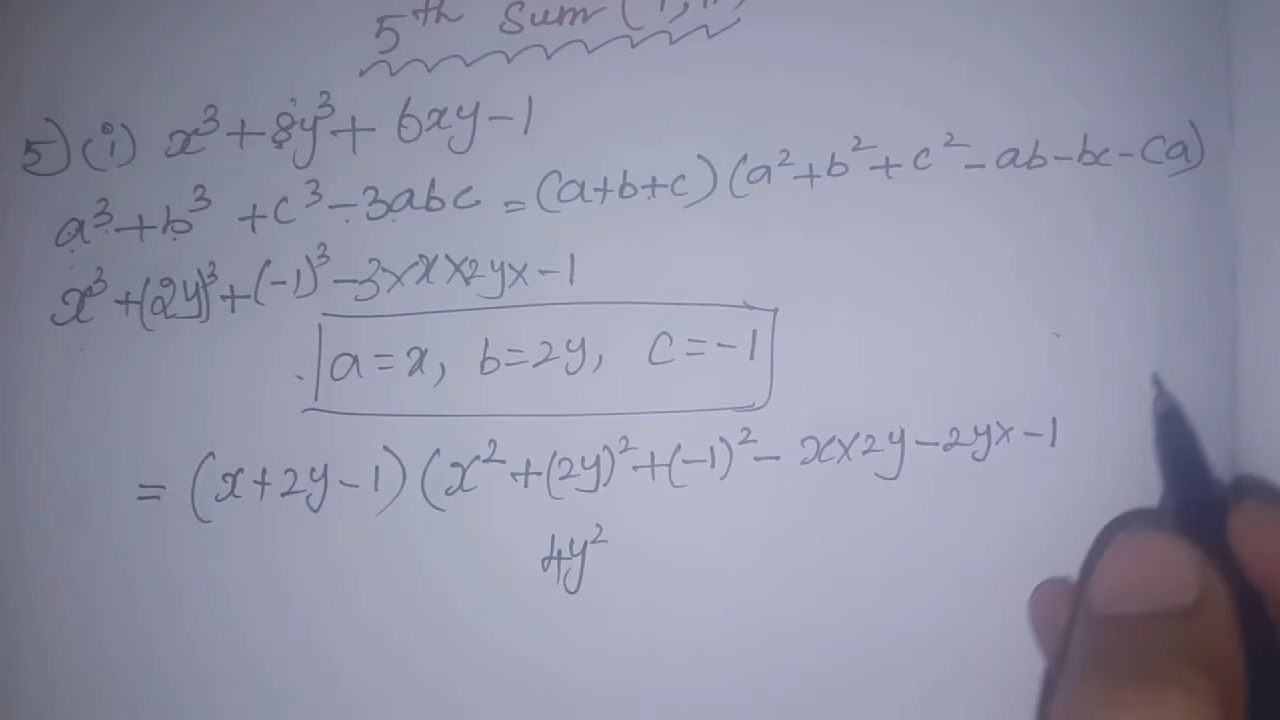 5th Sum (
5) (i) x³ + 8y³ + 6xy - 1
a³ + b³ + c³ - 3abc = (a+b+c) (a² + b² + c² - ab - bc - ca)
x³ + (2y)³ + (-1)³ - 3 × x × 2y × -1
a = x, b = 2y, c = -1
= (x + 2y - 1) (x² + (2y)² + (-1)² - x × 2y - 2y × -1
4y²